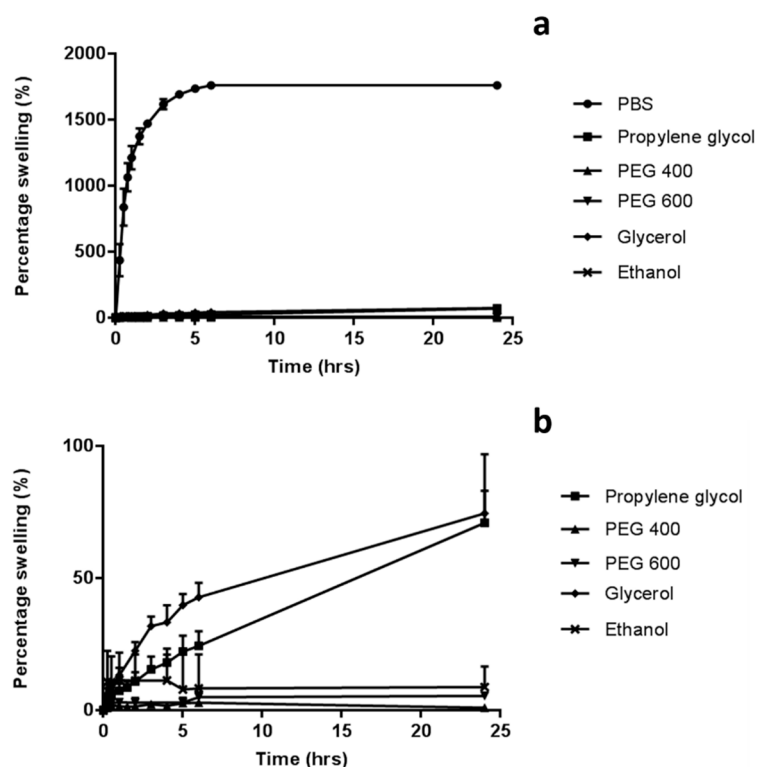 a
2000
1500
1000
500
0
Percentage swelling (%)
0 5 10 15 20 25
Time (hrs)
PBS
Propylene glycol
PEG 400
PEG 600
Glycerol
Ethanol
b
100
50
0
Percentage swelling (%)
0 5 10 15 20 25
Time (hrs)
Propylene glycol
PEG 400
PEG 600
Glycerol
Ethanol